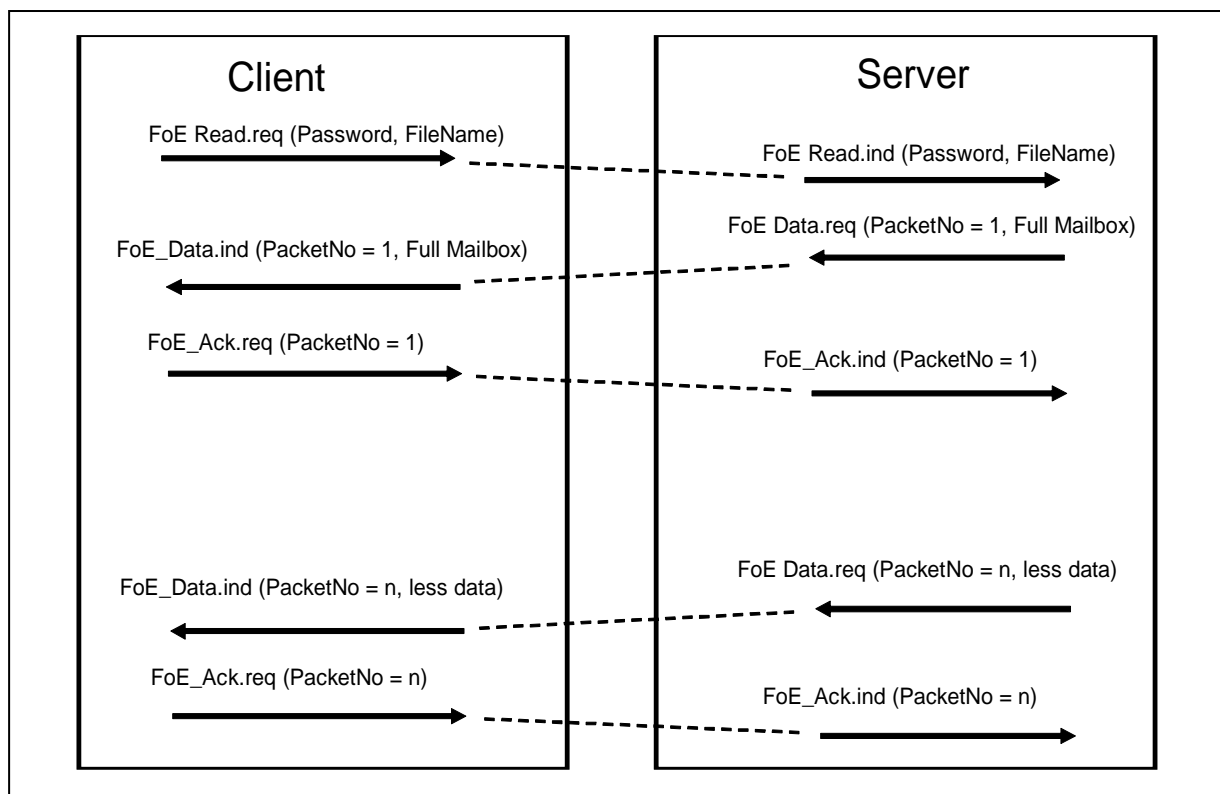 Client
Server
FoE Read.req (Password, FileName)
FoE Read.ind (Password, FileName)
FoE Data.req (PacketNo = 1, Full Mailbox)
FoE_Data.ind (PacketNo = 1, Full Mailbox)
FoE_Ack.req (PacketNo = 1)
FoE_Ack.ind (PacketNo = 1)
FoE Data.req (PacketNo = n, less data)
FoE_Data.ind (PacketNo = n, less data)
FoE_Ack.req (PacketNo = n)
FoE_Ack.ind (PacketNo = n)